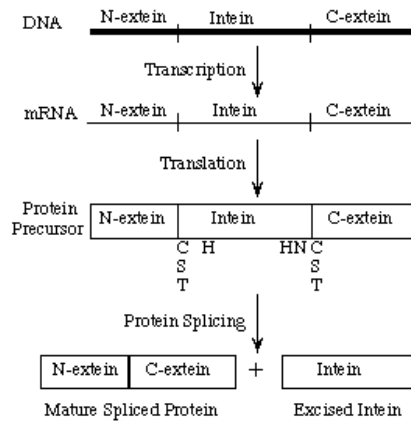 N-extein Intein C-extein
DNA
Transcription
N-extein Intein C-extein
mRNA
Translation
Protein
Precursor
N-extein Intein C-extein
C H HN C
S S
T T
Protein Splicing
N-extein C-extein + Intein
Mature Spliced Protein Excised Intein